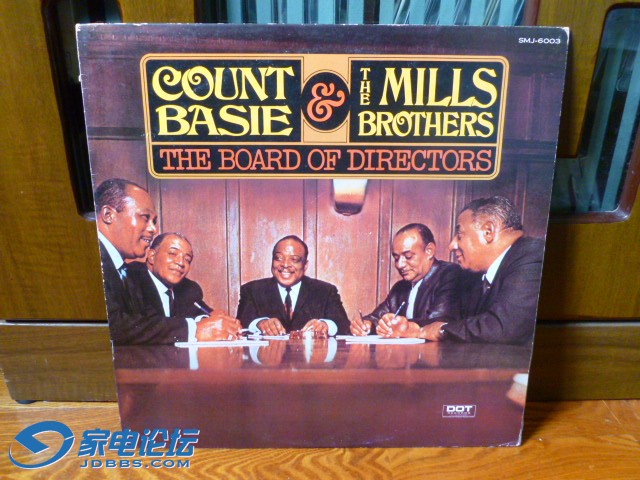 SMJ-6003
COUNT BASIE & THE MILLS BROTHERS
THE BOARD OF DIRECTORS
DOT
家电论坛
JDBBS.COM